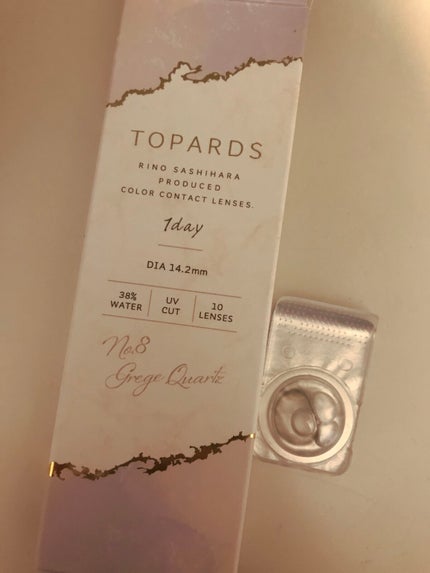 TOPARDS
RINO SASHIHARA
PRODUCED
COLOR CONTACT LENSES.
1day
DIA 14.2mm
38%
WATER
UV
CUT
10
LENSES
No.8
Grege Quartz